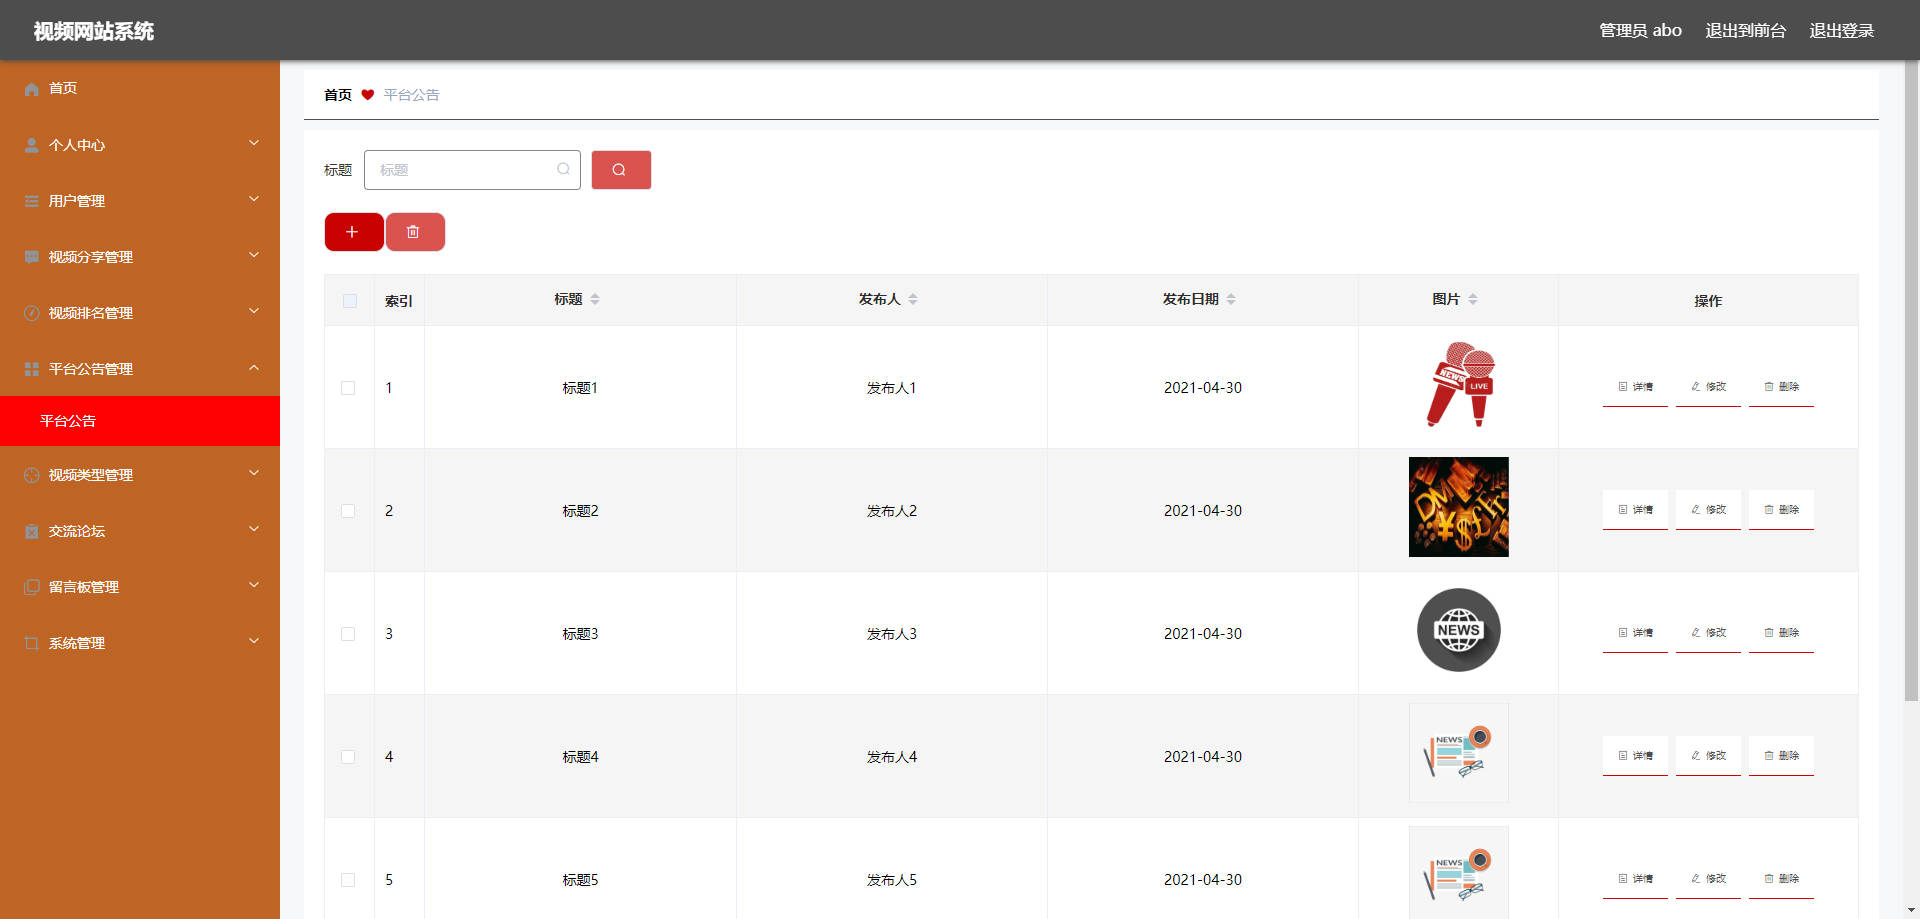 视频网站系统
管理员 abo 退出到前台 退出登录
首页
个人中心
用户管理
视频分享管理
视频排名管理
平台公告管理
平台公告
视频类型管理
交流论坛
留言板管理
系统管理
首页 平台公告
标题 标题
索引 标题 发布人 发布日期 图片 操作
1 标题1 发布人1 2021-04-30 NEWS LIVE 详情 修改 删除
2 标题2 发布人2 2021-04-30 详情 修改 删除
3 标题3 发布人3 2021-04-30 NEWS 详情 修改 删除
4 标题4 发布人4 2021-04-30 NEWS 详情 修改 删除
5 标题5 发布人5 2021-04-30 NEWS 详情 修改 删除